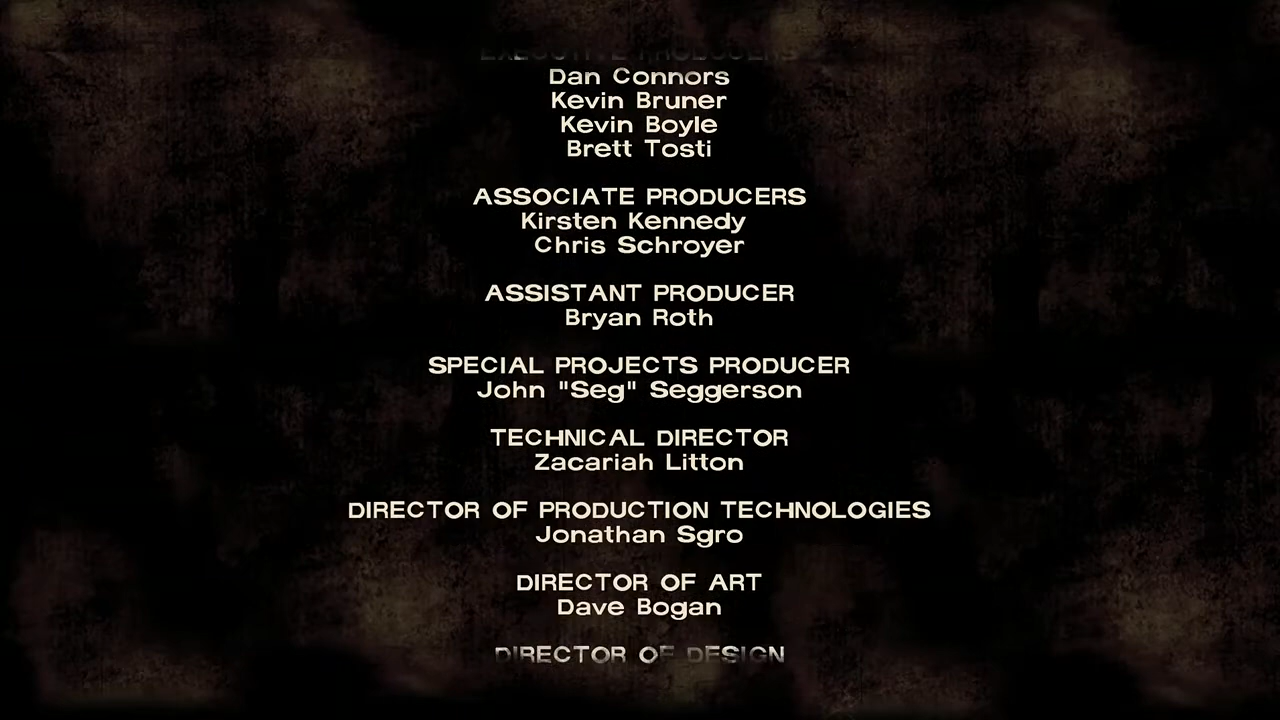 EXECUTIVE PRODUCERS
Dan Connors
Kevin Bruner
Kevin Boyle
Brett Tosti
ASSOCIATE PRODUCERS
Kirsten Kennedy
Chris Schroyer
ASSISTANT PRODUCER
Bryan Roth
SPECIAL PROJECTS PRODUCER
John "Seg" Seggerson
TECHNICAL DIRECTOR
Zacariah Litton
DIRECTOR OF PRODUCTION TECHNOLOGIES
Jonathan Sgro
DIRECTOR OF ART
Dave Bogan
DIRECTOR OF DESIGN